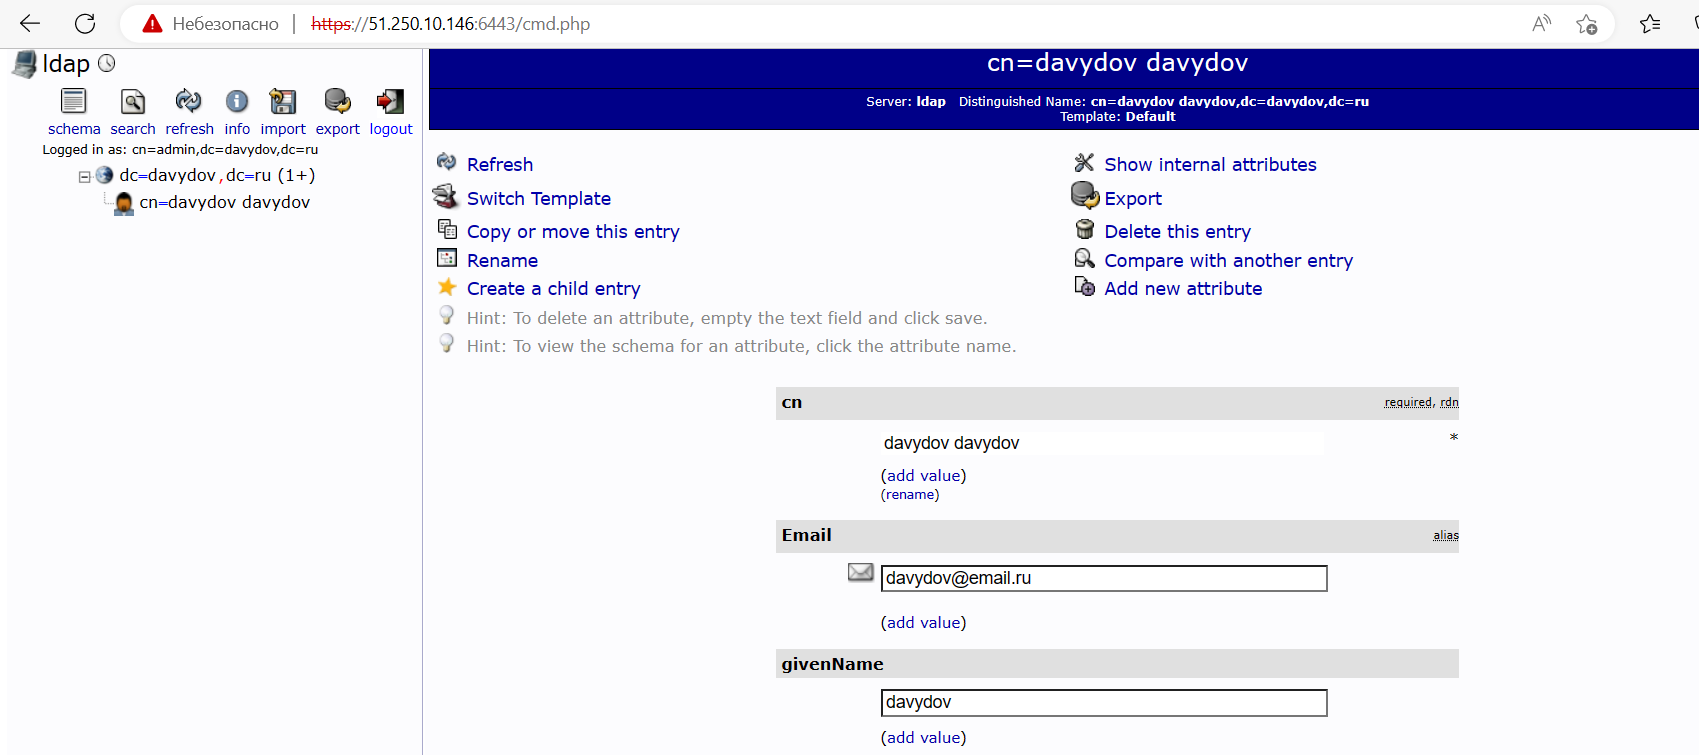 Небезопасно | https://51.250.10.146:6443/cmd.php
ldap
schema search refresh info import export logout
Logged in as: cn=admin,dc=davydov,dc=ru
dc=davydov,dc=ru (1+)
cn=davydov davydov
cn=davydov davydov
Server: ldap Distinguished Name: cn=davydov davydov,dc=davydov,dc=ru
Template: Default
Refresh
Show internal attributes
Switch Template
Export
Copy or move this entry
Delete this entry
Rename
Compare with another entry
Create a child entry
Add new attribute
Hint: To delete an attribute, empty the text field and click save.
Hint: To view the schema for an attribute, click the attribute name.
cn required, rdn
davydov davydov *
(add value)
(rename)
Email alias
davydov@email.ru
(add value)
givenName
davydov
(add value)